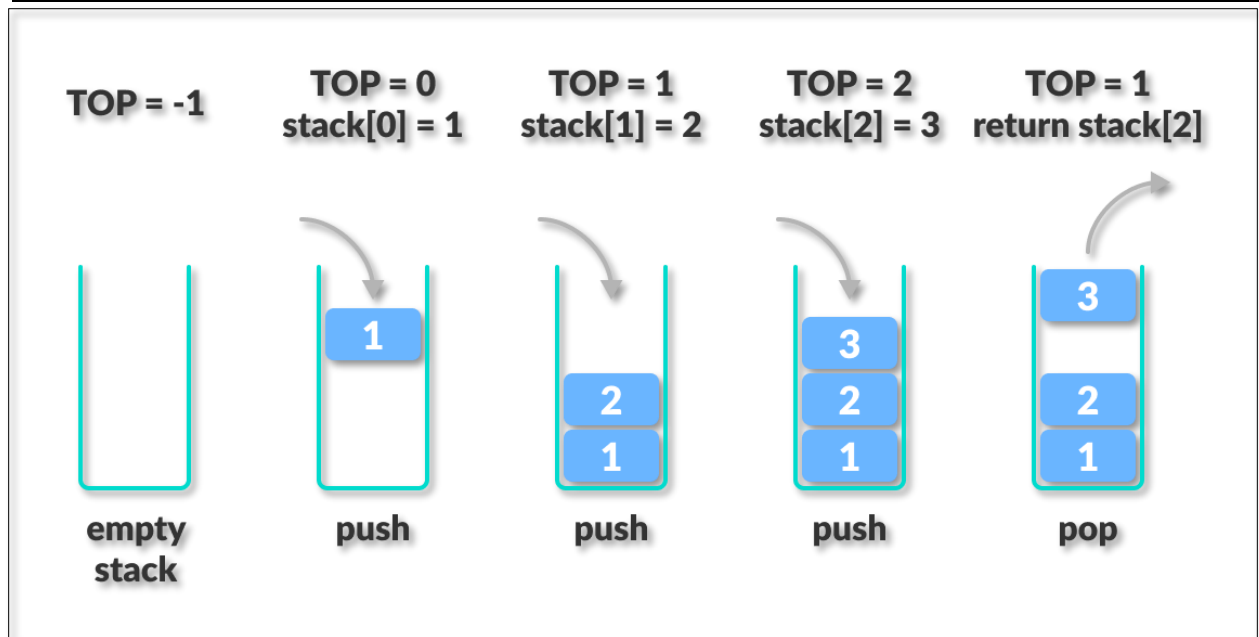 TOP = -1
TOP = 0
stack[0] = 1
TOP = 1
stack[1] = 2
TOP = 2
stack[2] = 3
TOP = 1
return stack[2]
1
2
1
3
2
1
3
2
1
empty
stack
push
push
push
pop